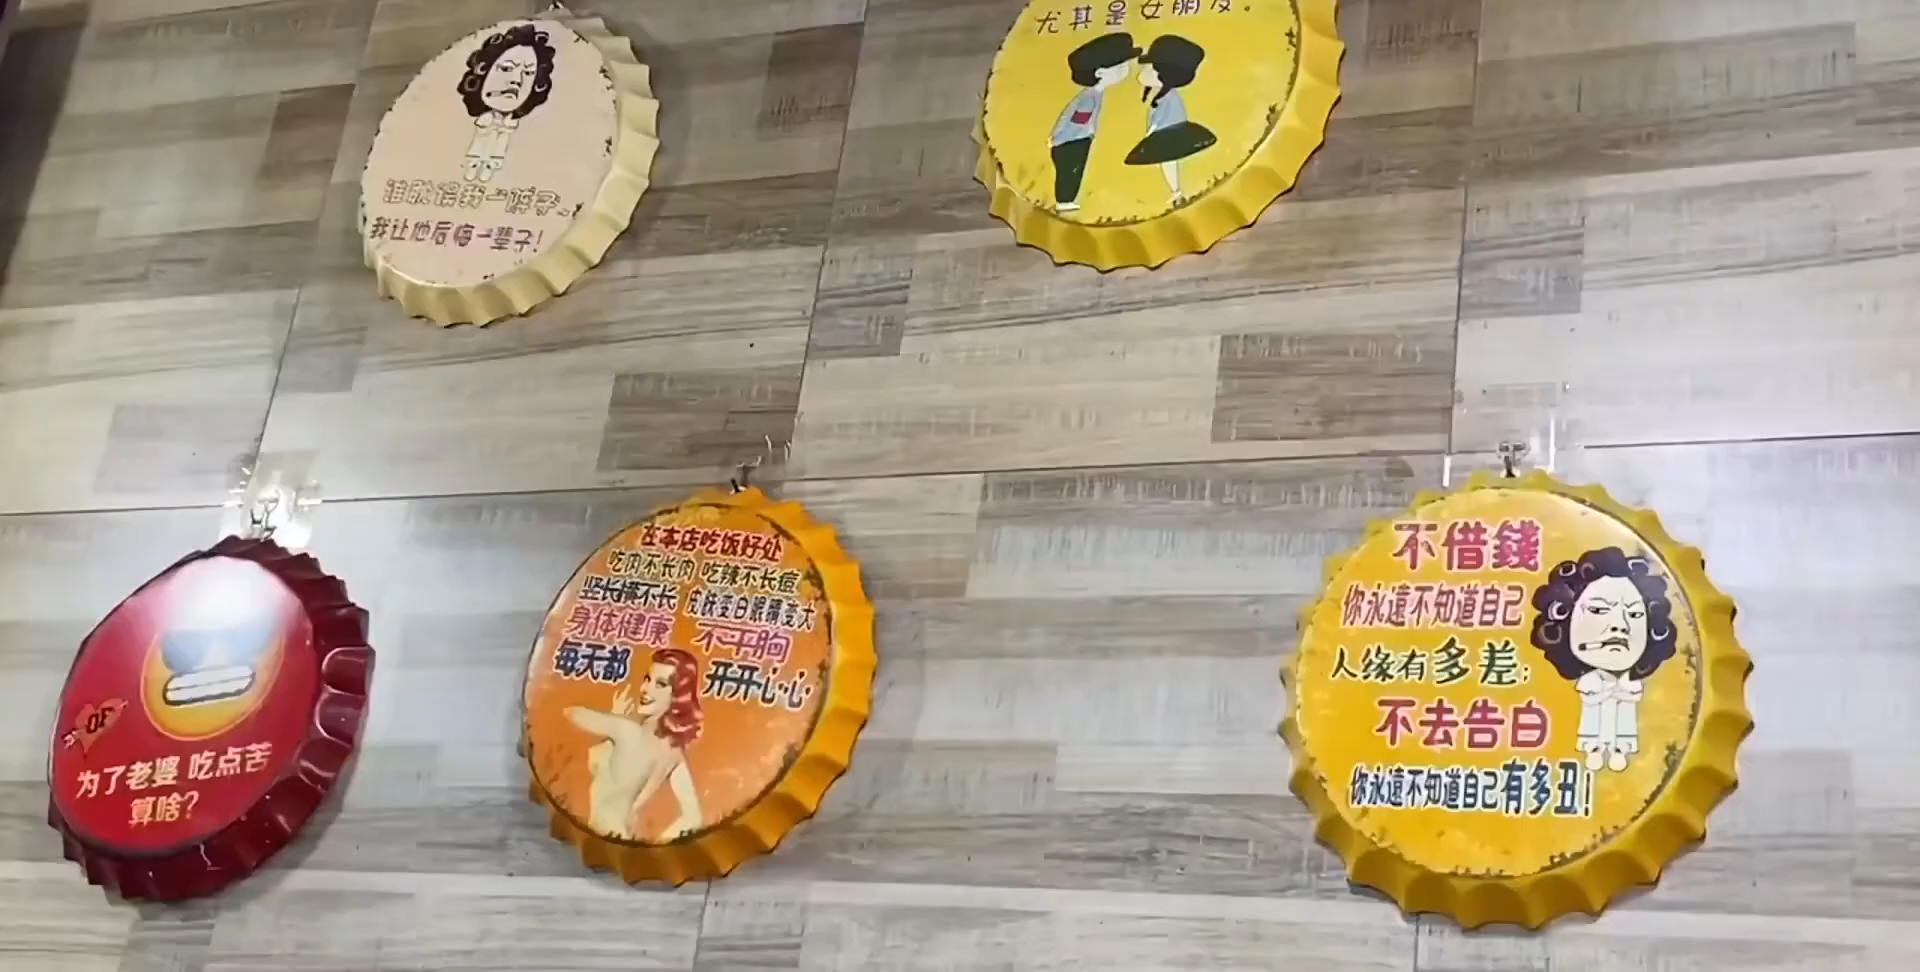 谁耽误我一阵子、
我让他后悔一辈子!
尤其是女朋友。
为了老婆 吃点苦
算啥?
在本店吃饭好处
吃肉不长肉 吃辣不长痘
竖长横不长 皮肤变白眼睛变大
身体健康 不平胸
每天都 开开心心
不借錢
你永遠不知道自己
人缘有多差;
不去告白
你永遠不知道自己有多丑!